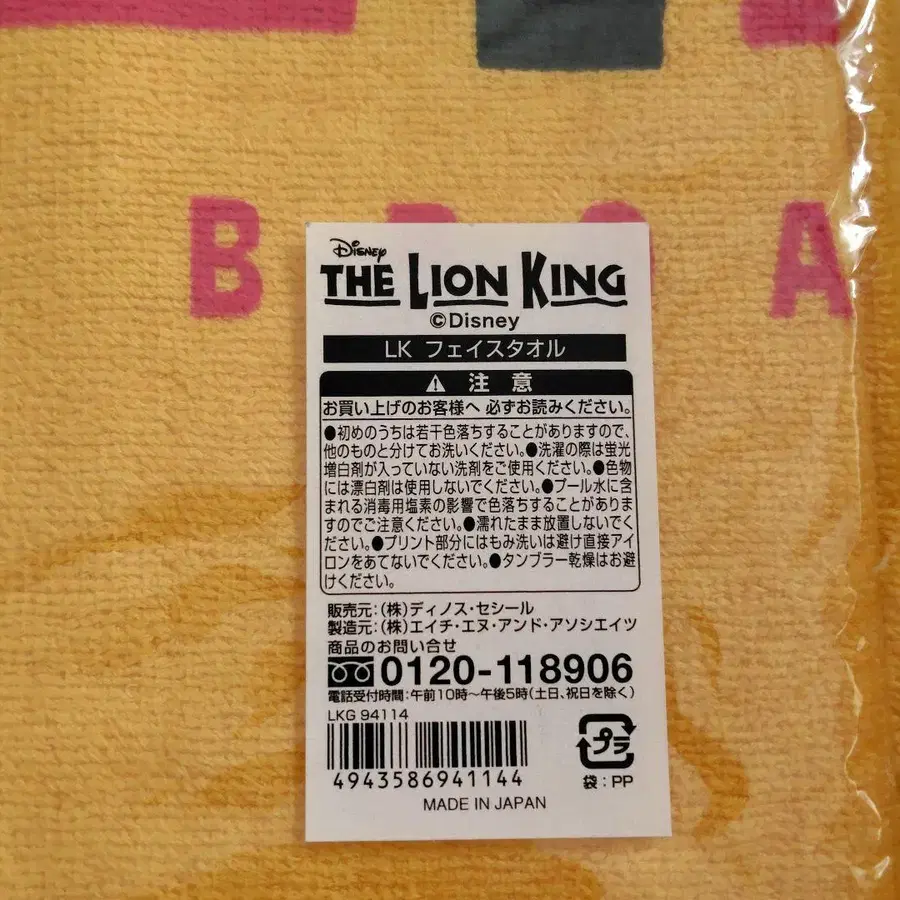 B A
Disney
THE LION KING
©Disney
LK フェイスタオル
注 意
お買い上げのお客様へ 必ずお読みください。
●初めのうちは若干色落ちすることがありますので、
他のものと分けてお洗いください。●洗濯の際は蛍光
増白剤が入っていない洗剤をご使用ください。●色物
には漂白剤は使用しないでください。●プール水に含
まれる消毒用塩素の影響で色落ちすることがありま
すのでご注意ください。●濡れたまま放置しないでく
ださい。●プリント部分にはもみ洗いは避け直接アイ
ロンをあてないでください。●タンブラー乾燥はお避
けください。
販売元:(株)ディノス・セシール
製造元:(株)エイチ・エヌ・アンド・アソシエイツ
商品のお問い合せ
0120-118906
電話受付時間:午前10時〜午後5時(土日、祝日を除く)
LKG 94114
4943586941144
プラ
袋:PP
MADE IN JAPAN